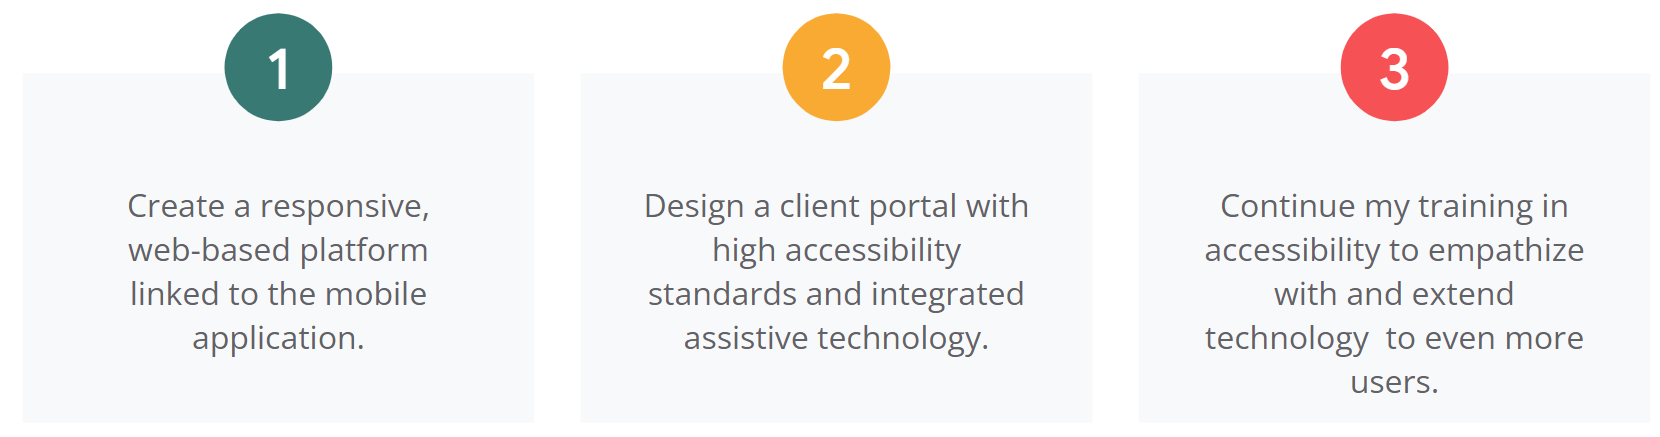 1
Create a responsive,
web-based platform
linked to the mobile
application.
2
Design a client portal with
high accessibility
standards and integrated
assistive technology.
3
Continue my training in
accessibility to empathize
with and extend
technology  to even more
users.